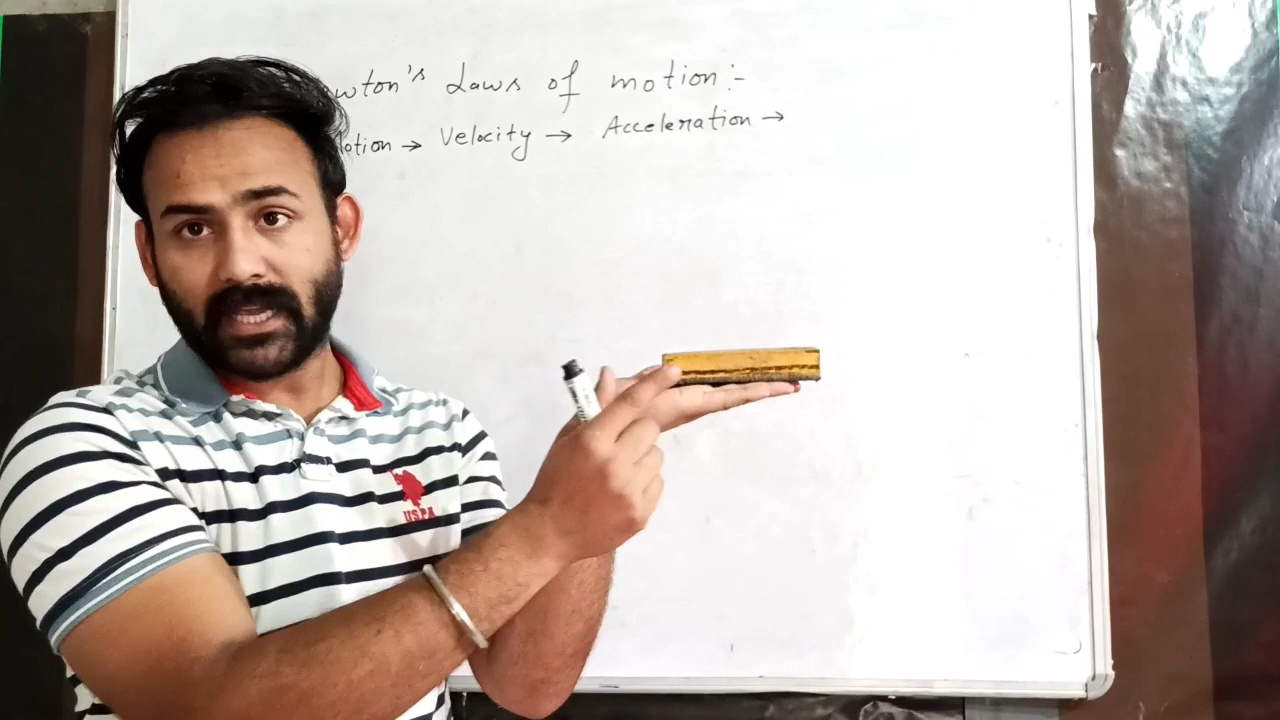 wton's Laws of motion:-
otion → Velocity → Acceleration →
USPA